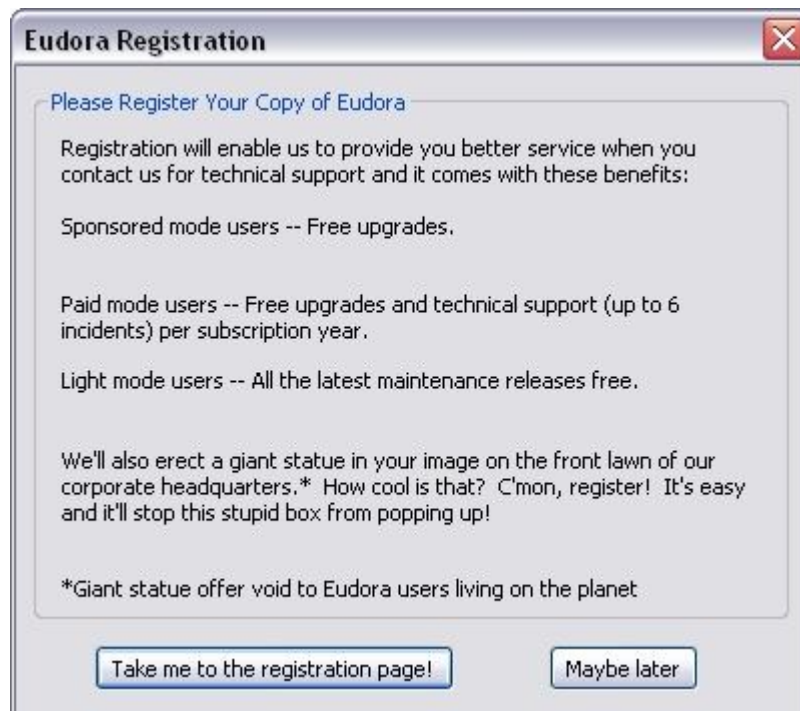 Eudora Registration
Please Register Your Copy of Eudora
Registration will enable us to provide you better service when you
contact us for technical support and it comes with these benefits:
Sponsored mode users -- Free upgrades.
Paid mode users -- Free upgrades and technical support (up to 6
incidents) per subscription year.
Light mode users -- All the latest maintenance releases free.
We'll also erect a giant statue in your image on the front lawn of our
corporate headquarters.* How cool is that? C'mon, register! It's easy
and it'll stop this stupid box from popping up!
*Giant statue offer void to Eudora users living on the planet
Take me to the registration page!
Maybe later